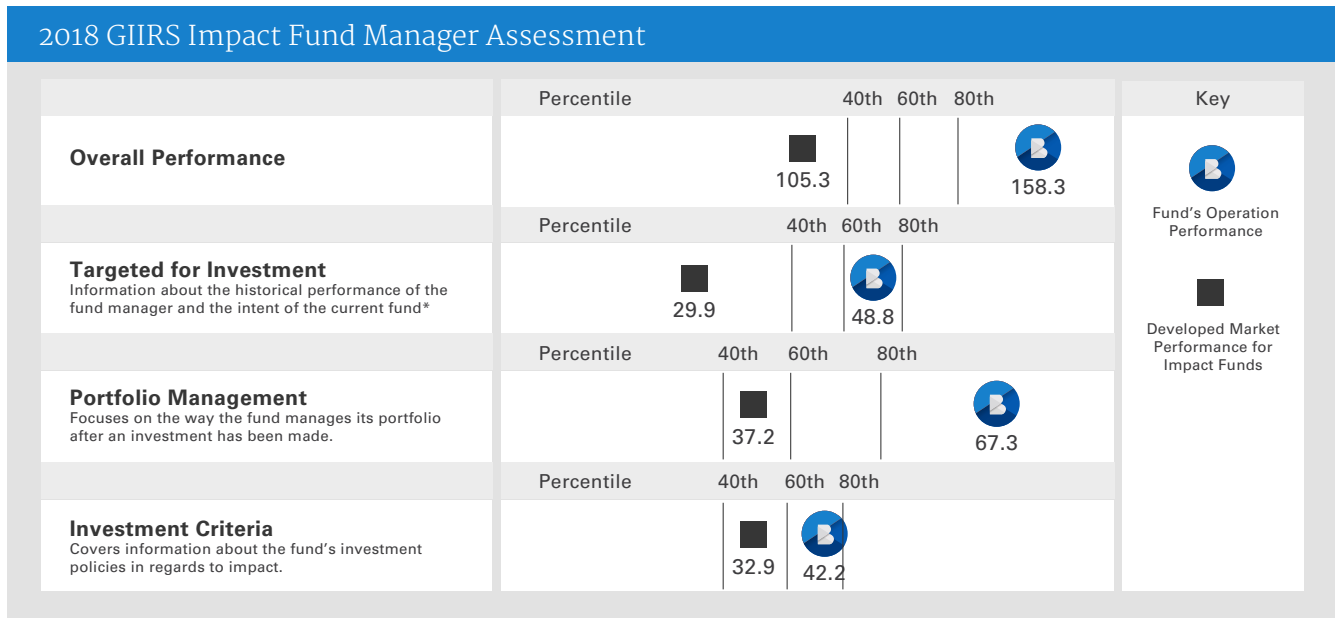 2018 GIIRS Impact Fund Manager Assessment
Percentile 40th 60th 80th Key
Overall Performance
105.3 158.3
B
Fund's Operation
Performance
Percentile 40th 60th 80th
Targeted for Investment
Information about the historical performance of the
fund manager and the intent of the current fund*
29.9 48.8
Developed Market
Performance for
Impact Funds
Percentile 40th 60th 80th
Portfolio Management
Focuses on the way the fund manages its portfolio
after an investment has been made.
37.2 67.3
Percentile 40th 60th 80th
Investment Criteria
Covers information about the fund's investment
policies in regards to impact.
32.9 42.2